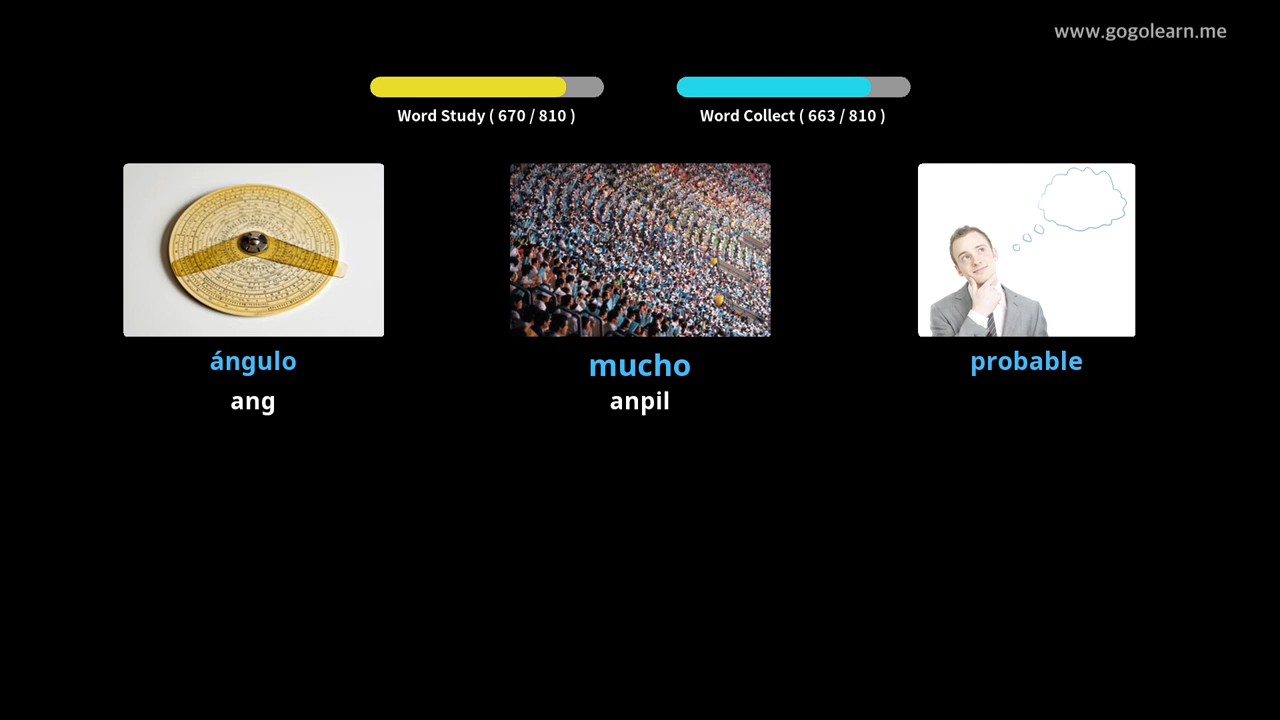 www.gogolearn.me
Word Study ( 670 / 810 )
Word Collect ( 663 / 810 )
ángulo
ang
mucho
anpil
probable